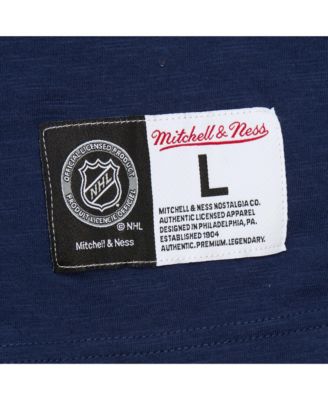 OFFICIAL LICENSED PRODUCT
NHL
PRODUIT LICENCIÉ OFFICIEL
© NHL
Mitchell & Ness
Mitchell & Ness
L
MITCHELL & NESS NOSTALGIA CO.
AUTHENTIC LICENSED APPAREL
DESIGNED IN PHILADELPHIA, PA.
ESTABLISHED 1904
AUTHENTIC. PREMIUM. LEGENDARY.